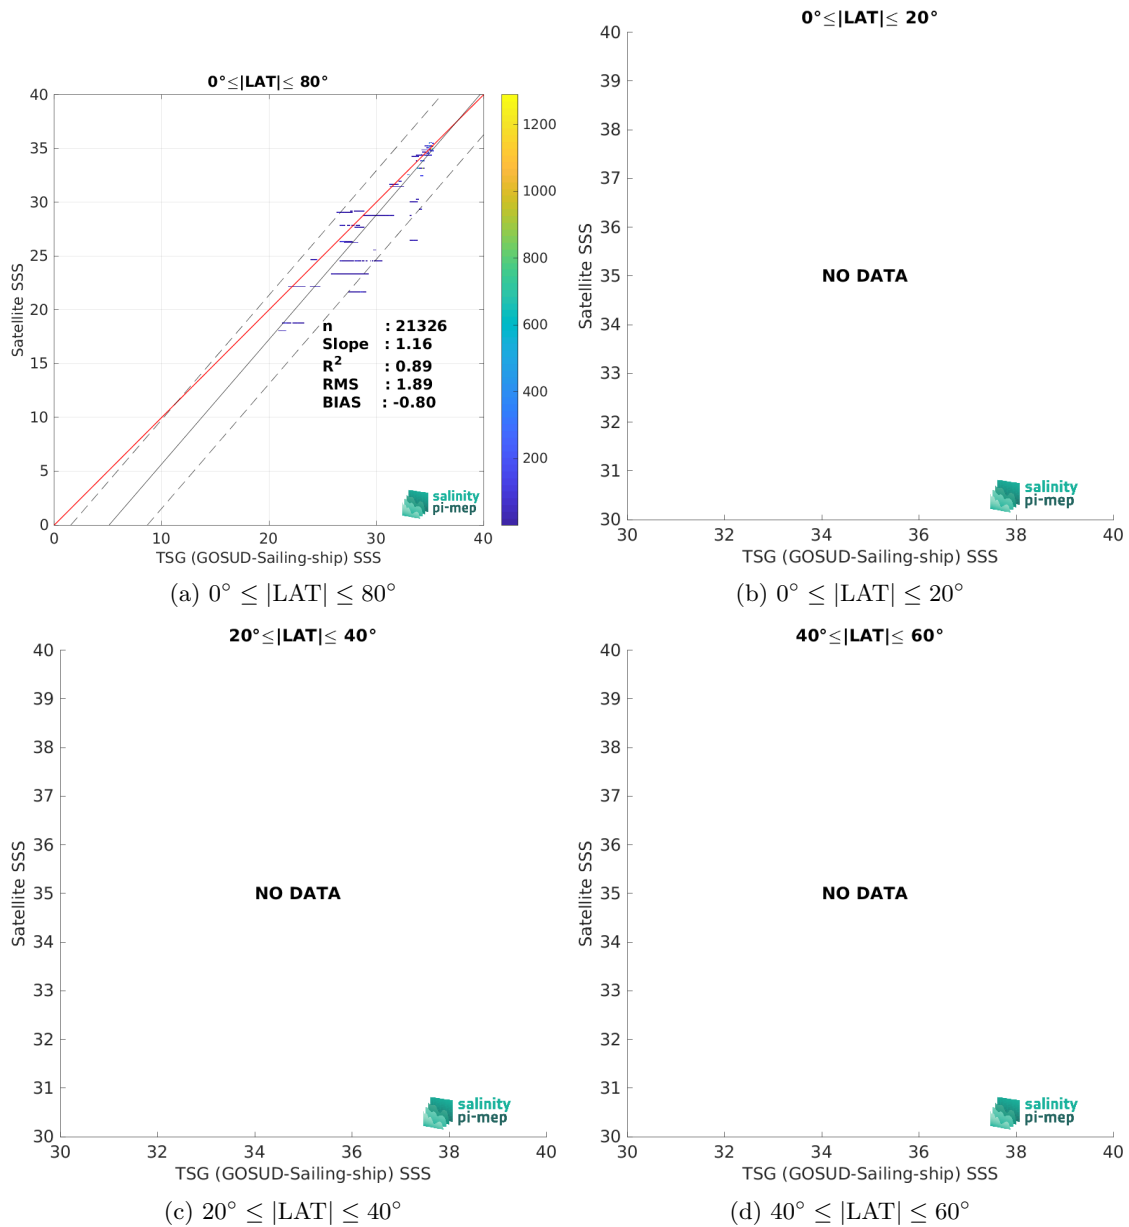 0°≤|LAT|≤ 80°
40
35
30
25
20
15
10
5
0
0
10
20
30
40
Satellite SSS
TSG (GOSUD-Sailing-ship) SSS
n : 21326
Slope : 1.16
R² : 0.89
RMS : 1.89
BIAS : -0.80
salinity
pi-mep
1200
1000
800
600
400
200
(a) 0° ≤ |LAT| ≤ 80°
0°≤|LAT|≤ 20°
40
39
38
37
36
35
34
33
32
31
30
30
32
34
36
38
40
Satellite SSS
NO DATA
salinity
pi-mep
TSG (GOSUD-Sailing-ship) SSS
(b) 0° ≤ |LAT| ≤ 20°
20°≤|LAT|≤ 40°
40
39
38
37
36
35
34
33
32
31
30
30
32
34
36
38
40
Satellite SSS
NO DATA
salinity
pi-mep
TSG (GOSUD-Sailing-ship) SSS
(c) 20° ≤ |LAT| ≤ 40°
40°≤|LAT|≤ 60°
40
39
38
37
36
35
34
33
32
31
30
30
32
34
36
38
40
Satellite SSS
NO DATA
salinity
pi-mep
TSG (GOSUD-Sailing-ship) SSS
(d) 40° ≤ |LAT| ≤ 60°